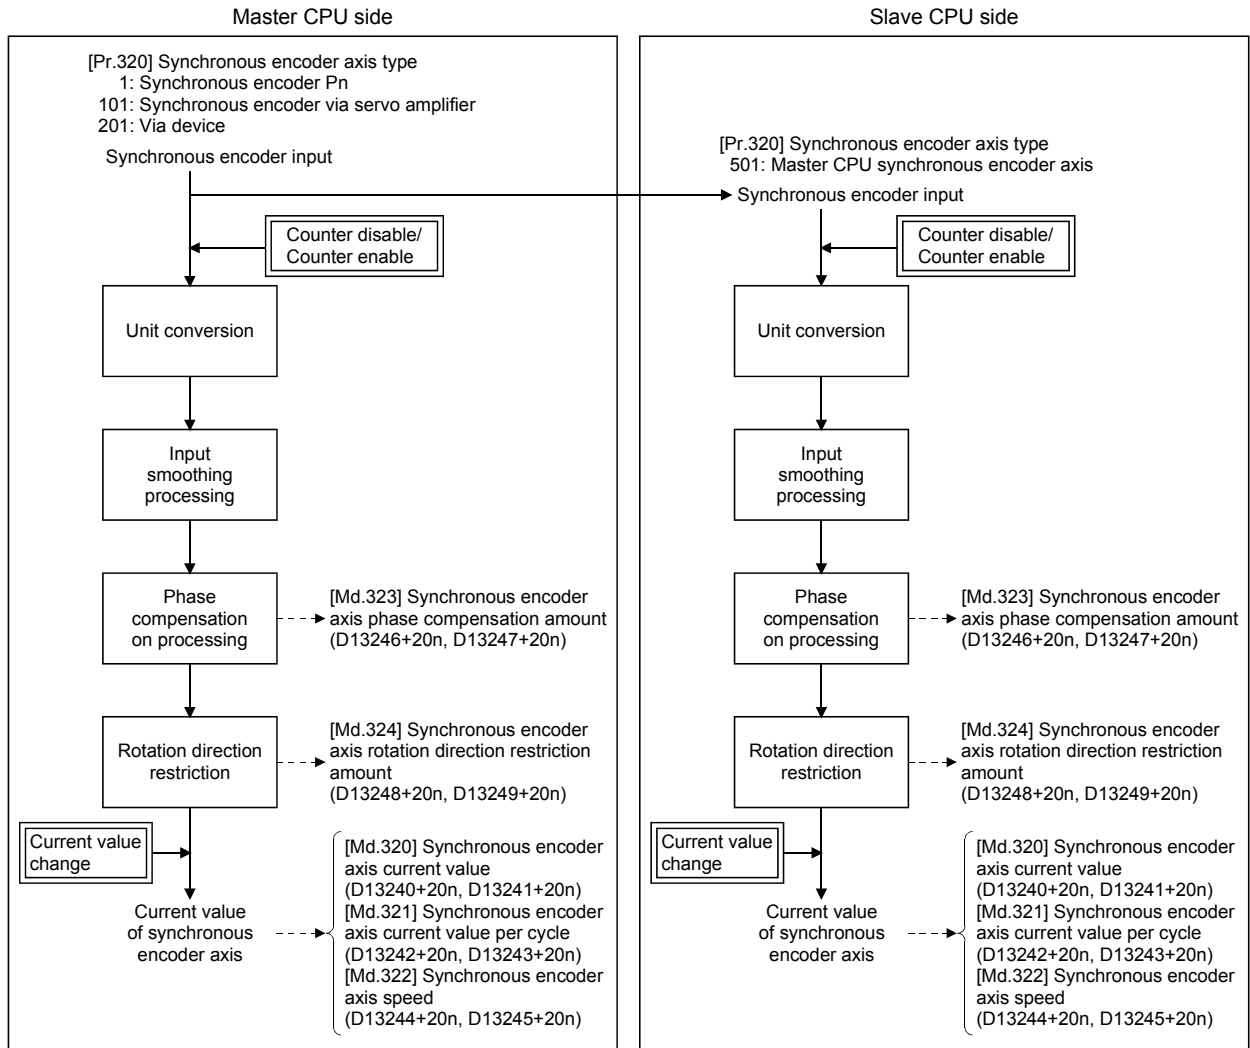 Master CPU side
[Pr.320] Synchronous encoder axis type
1: Synchronous encoder Pn
101: Synchronous encoder via servo amplifier
201: Via device
Synchronous encoder input
Counter disable/
Counter enable
Unit conversion
Input
smoothing
processing
Phase
compensation
on processing
[Md.323] Synchronous encoder
axis phase compensation amount
(D13246+20n, D13247+20n)
Rotation direction
restriction
[Md.324] Synchronous encoder
axis rotation direction restriction
amount
(D13248+20n, D13249+20n)
Current value
change
Current value
of synchronous
encoder axis
[Md.320] Synchronous encoder
axis current value
(D13240+20n, D13241+20n)
[Md.321] Synchronous encoder
axis current value per cycle
(D13242+20n, D13243+20n)
[Md.322] Synchronous encoder
axis speed
(D13244+20n, D13245+20n)
Slave CPU side
[Pr.320] Synchronous encoder axis type
501: Master CPU synchronous encoder axis
Synchronous encoder input
Counter disable/
Counter enable
Unit conversion
Input
smoothing
processing
Phase
compensation
on processing
[Md.323] Synchronous encoder
axis phase compensation amount
(D13246+20n, D13247+20n)
Rotation direction
restriction
[Md.324] Synchronous encoder
axis rotation direction restriction
amount
(D13248+20n, D13249+20n)
Current value
change
Current value
of synchronous
encoder axis
[Md.320] Synchronous encoder
axis current value
(D13240+20n, D13241+20n)
[Md.321] Synchronous encoder
axis current value per cycle
(D13242+20n, D13243+20n)
[Md.322] Synchronous encoder
axis speed
(D13244+20n, D13245+20n)